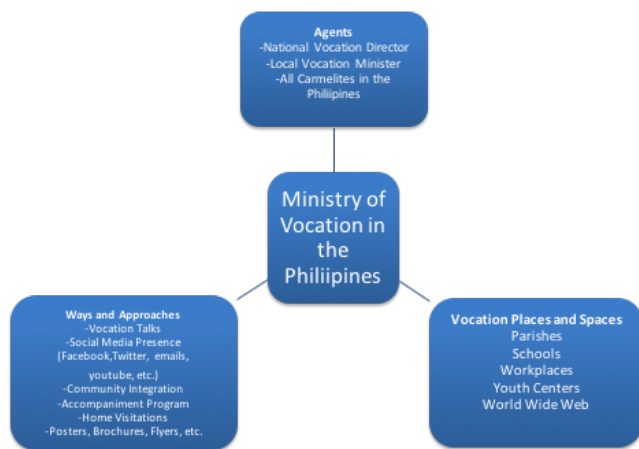 Agents
-National Vocation Director
-Local Vocation Minister
-All Carmelites in the
Philiipines
Ministry of
Vocation in
the
Philiipines
Ways and Approaches
-Vocation Talks
-Social Media Presence
(Facebook,Twitter, emails,
youtube, etc.)
-Community Integration
-Accompaniment Program
-Home Visitations
-Posters, Brochures, Flyers, etc.
Vocation Places and Spaces
Parishes
Schools
Workplaces
Youth Centers
World Wide Web